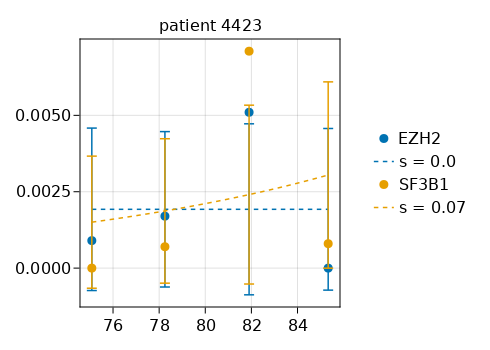 patient 4423
0.0050
0.0025
0.0000
76 78 80 82 84
EZH2
s = 0.0
SF3B1
s = 0.07